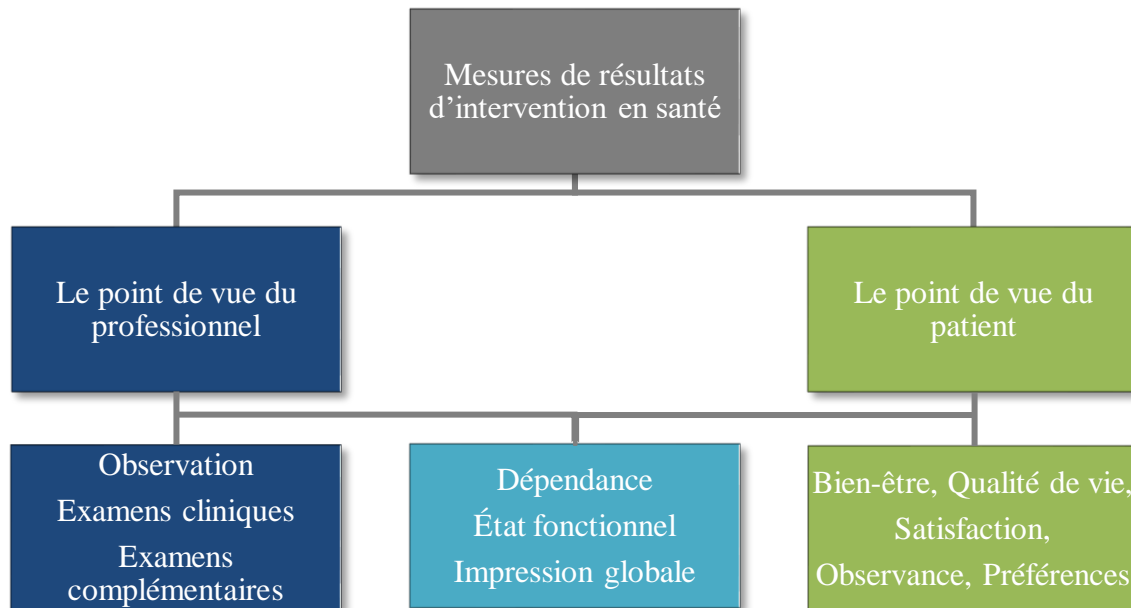 Mesures de résultats
d’intervention en santé
Le point de vue du
professionnel
Le point de vue du
patient
Observation
Examens cliniques
Examens
complémentaires
Dépendance
État fonctionnel
Impression globale
Bien-être, Qualité de vie,
Satisfaction,
Observance, Préférences